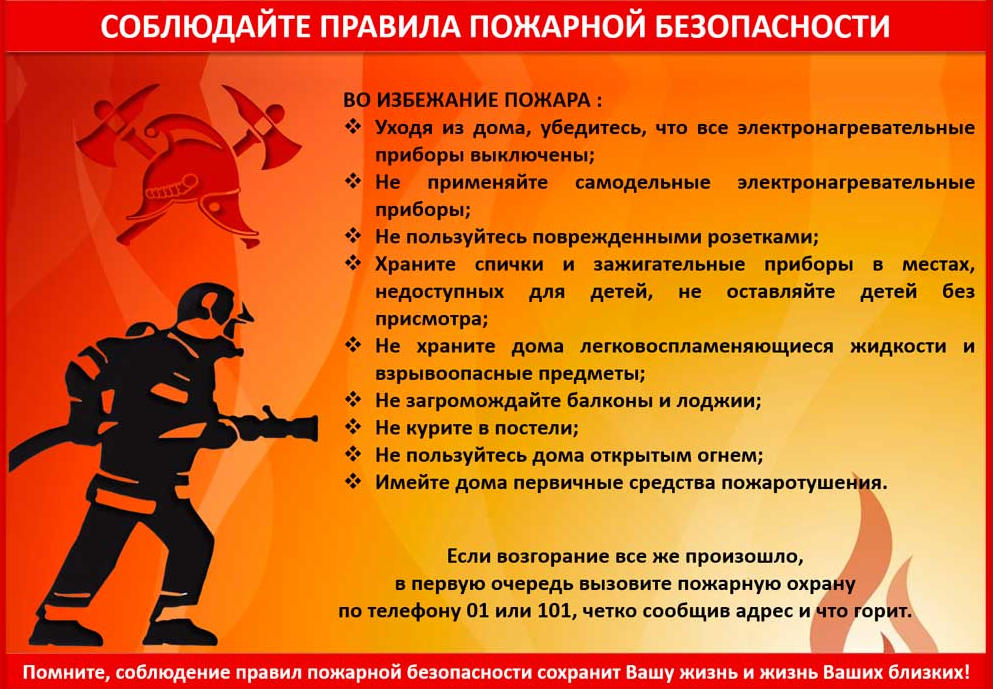 СОБЛЮДАЙТЕ ПРАВИЛА ПОЖАРНОЙ БЕЗОПАСНОСТИ
ВО ИЗБЕЖАНИЕ ПОЖАРА :
❖ Уходя из дома, убедитесь, что все электронагревательные
приборы выключены;
❖ Не применяйте самодельные электронагревательные
приборы;
❖ Не пользуйтесь поврежденными розетками;
❖ Храните спички и зажигательные приборы в местах,
недоступных для детей, не оставляйте детей без
присмотра;
❖ Не храните дома легковоспламеняющиеся жидкости и
взрывоопасные предметы;
❖ Не загромождайте балконы и лоджии;
❖ Не курите в постели;
❖ Не пользуйтесь дома открытым огнем;
❖ Имейте дома первичные средства пожаротушения.
Если возгорание все же произошло,
в первую очередь вызовите пожарную охрану
по телефону 01 или 101, четко сообщив адрес и что горит.
Помните, соблюдение правил пожарной безопасности сохранит Вашу жизнь и жизнь Ваших близких!